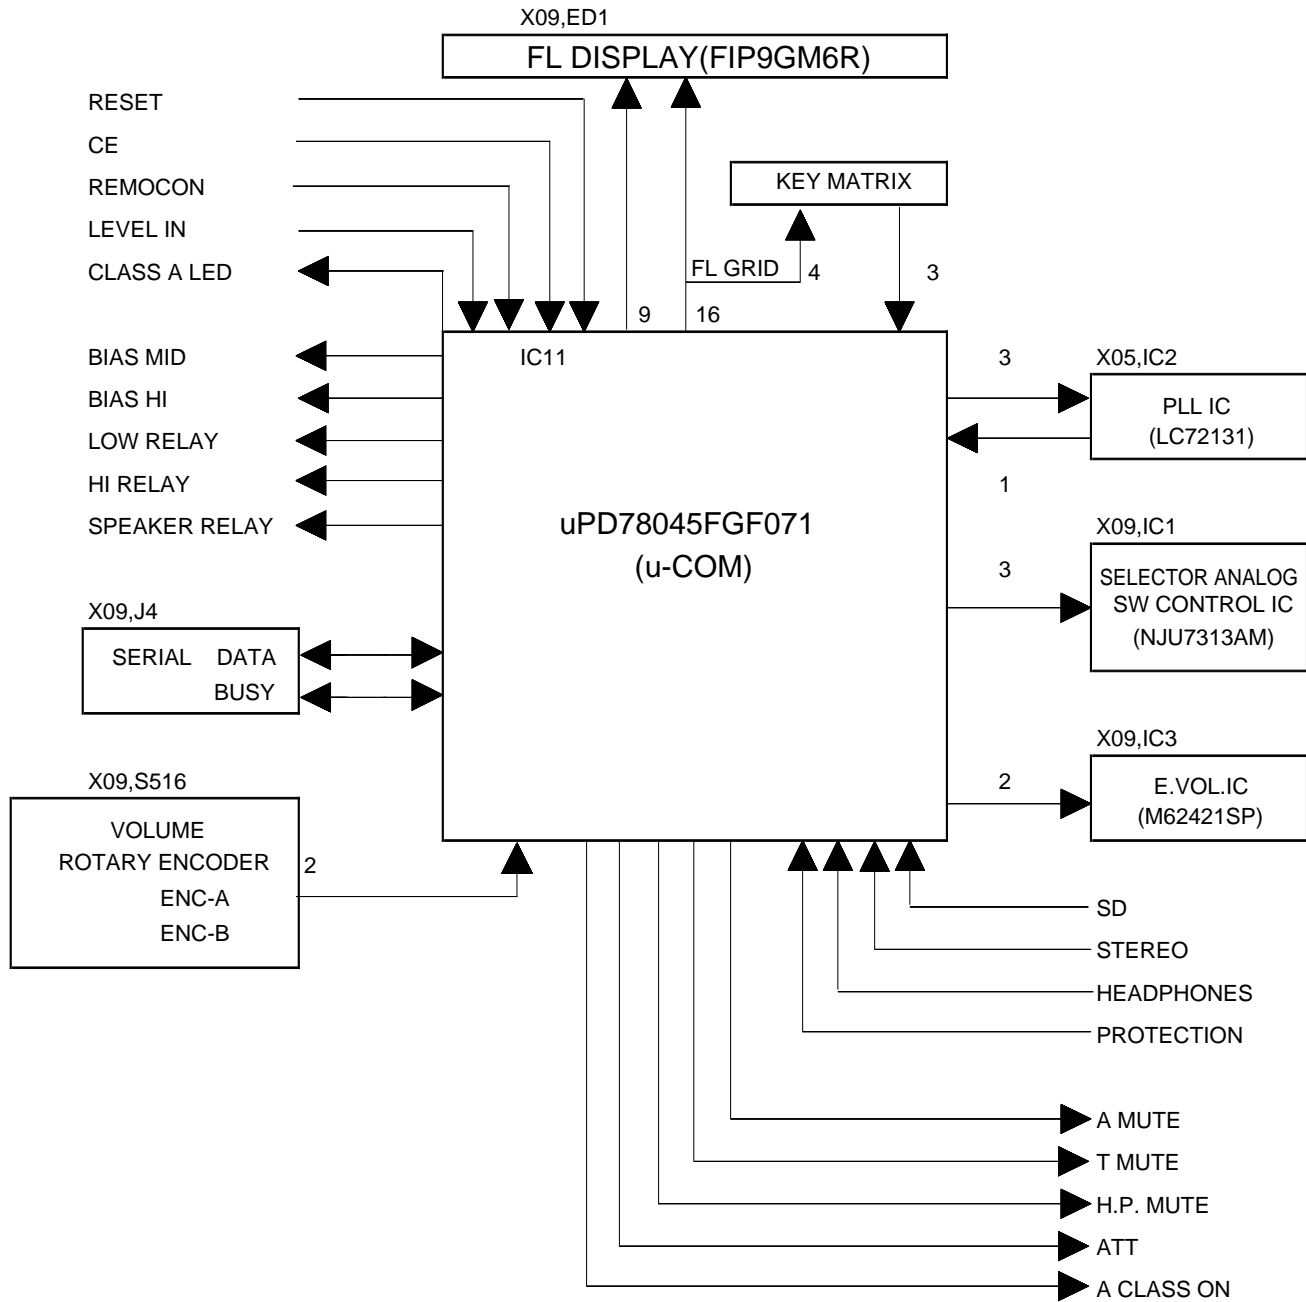 X09,ED1
FL DISPLAY(FIP9GM6R)
RESET
CE
REMOCON
LEVEL IN
CLASS A LED
KEY MATRIX
FL GRID
4
3
9
16
BIAS MID
BIAS HI
LOW RELAY
HI RELAY
SPEAKER RELAY
IC11
uPD78045FGF071
(u-COM)
3
X05,IC2
PLL IC
(LC72131)
1
X09,IC1
3
SELECTOR ANALOG
SW CONTROL IC
(NJU7313AM)
X09,J4
SERIAL DATA
BUSY
X09,IC3
2
E.VOL.IC
(M62421SP)
X09,S516
VOLUME
ROTARY ENCODER
2
ENC-A
ENC-B
SD
STEREO
HEADPHONES
PROTECTION
A MUTE
T MUTE
H.P. MUTE
ATT
A CLASS ON